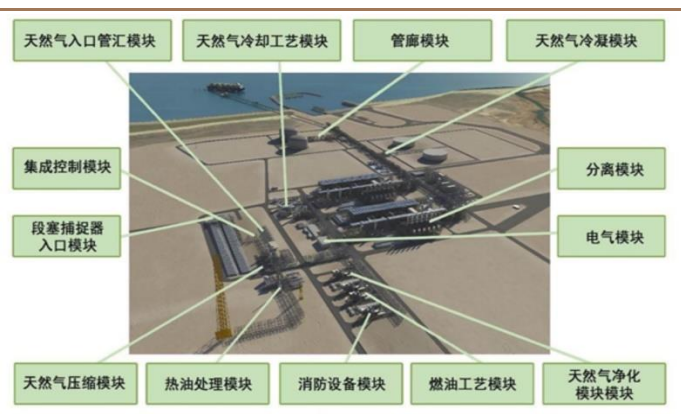 天然气入口管汇模块
天然气冷却工艺模块
管廊模块
天然气冷凝模块
集成控制模块
分离模块
段塞捕捉器
入口模块
电气模块
天然气压缩模块
热油处理模块
消防设备模块
燃油工艺模块
天然气净化
模块模块